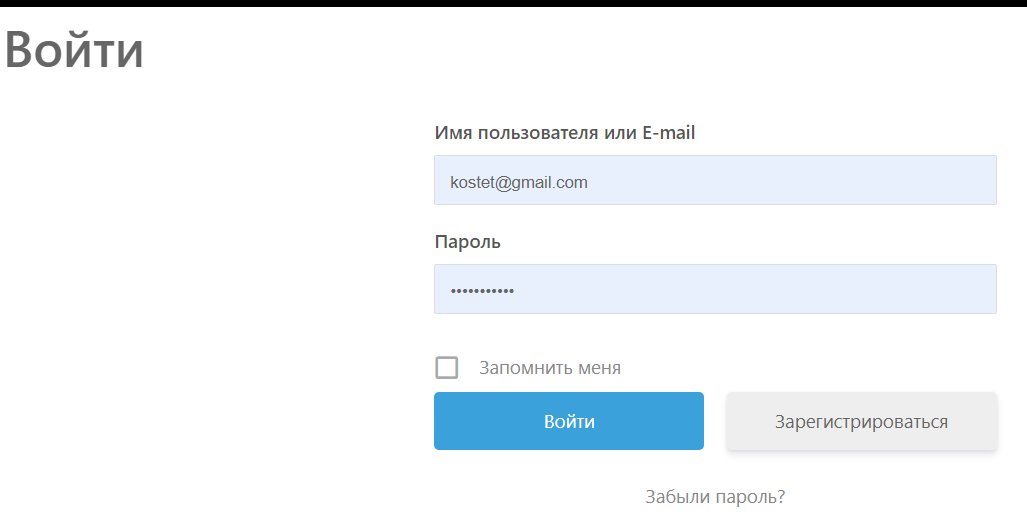 Войти
Имя пользователя или E-mail
kostet@gmail.com
Пароль
•••••••••••
Запомнить меня
Войти
Зарегистрироваться
Забыли пароль?